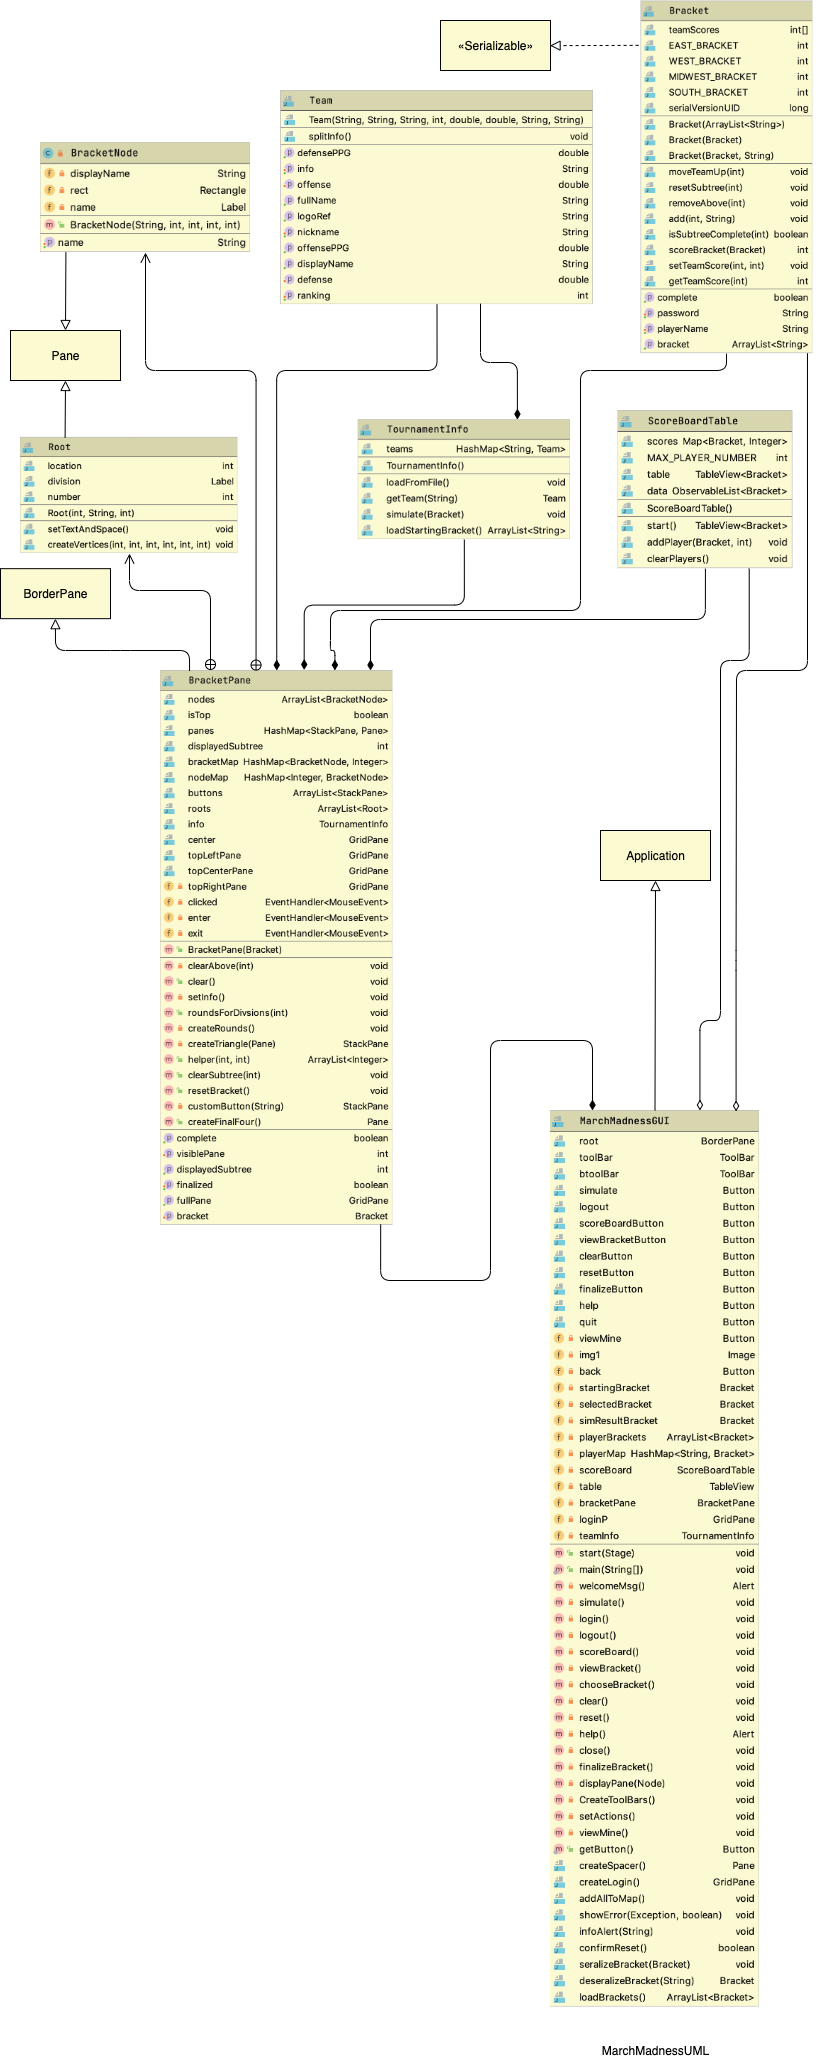 Bracket
teamScores int[]
EAST_BRACKET int
WEST_BRACKET int
MIDWEST_BRACKET int
SOUTH_BRACKET int
serialVersionUID long
Bracket(ArrayList<String>)
Bracket(Bracket)
Bracket(Bracket, String)
moveTeamUp(int) void
resetSubtree(int) void
removeAbove(int) void
add(int, String) void
isSubtreeComplete(int) boolean
scoreBracket(Bracket) int
setTeamScore(int, int) void
getTeamScore(int) int
complete boolean
password String
playerName String
bracket ArrayList<String>
«Serializable»
Team
Team(String, String, String, int, double, double, String, String)
splitInfo() void
defensePPG double
info String
offense double
fullName String
logoRef String
nickname String
offensePPG double
displayName String
defense double
ranking int
BracketNode
displayName String
rect Rectangle
name Label
BracketNode(String, int, int, int, int)
name String
Pane
Root
location int
division Label
number int
Root(int, String, int)
setTextAndSpace() void
createVertices(int, int, int, int, int, int) void
TournamentInfo
teams HashMap<String, Team>
TournamentInfo()
loadFromFile() void
getTeam(String) Team
simulate(Bracket) void
loadStartingBracket() ArrayList<String>
ScoreBoardTable
scores Map<Bracket, Integer>
MAX_PLAYER_NUMBER int
table TableView<Bracket>
data ObservableList<Bracket>
ScoreBoardTable()
start() TableView<Bracket>
addPlayer(Bracket, int) void
clearPlayers() void
BorderPane
BracketPane
nodes ArrayList<BracketNode>
isTop boolean
panes HashMap<StackPane, Pane>
displayedSubtree int
bracketMap HashMap<BracketNode, Integer>
nodeMap HashMap<Integer, BracketNode>
buttons ArrayList<StackPane>
roots ArrayList<Root>
info TournamentInfo
center GridPane
topLeftPane GridPane
topCenterPane GridPane
topRightPane GridPane
clicked EventHandler<MouseEvent>
enter EventHandler<MouseEvent>
exit EventHandler<MouseEvent>
BracketPane(Bracket)
clearAbove(int) void
clear() void
setInfo() void
roundsForDivsions(int) void
createRounds() void
createTriangle(Pane) StackPane
helper(int, int) ArrayList<Integer>
clearSubtree(int) void
resetBracket() void
customButton(String) StackPane
createFinalFour() Pane
complete boolean
visiblePane int
displayedSubtree int
finalized boolean
fullPane GridPane
bracket Bracket
Application
MarchMadnessGUI
root BorderPane
toolBar ToolBar
btoolBar ToolBar
simulate Button
logout Button
scoreBoardButton Button
viewBracketButton Button
clearButton Button
resetButton Button
finalizeButton Button
help Button
quit Button
viewMine Button
img1 Image
back Button
startingBracket Bracket
selectedBracket Bracket
simResultBracket Bracket
playerBrackets ArrayList<Bracket>
playerMap HashMap<String, Bracket>
scoreBoard ScoreBoardTable
table TableView
bracketPane BracketPane
loginP GridPane
teamInfo TournamentInfo
start(Stage) void
main(String[]) void
welcomeMsg() Alert
simulate() void
login() void
logout() void
scoreBoard() void
viewBracket() void
chooseBracket() void
clear() void
reset() void
help() Alert
close() void
finalizeBracket() void
displayPane(Node) void
CreateToolBars() void
setActions() void
viewMine() void
getButton() Button
createSpacer() Pane
createLogin() GridPane
addAllToMap() void
showError(Exception, boolean) void
infoAlert(String) void
confirmReset() boolean
seralizeBracket(Bracket) void
deseralizeBracket(String) Bracket
loadBrackets() ArrayList<Bracket>
MarchMadnessUML